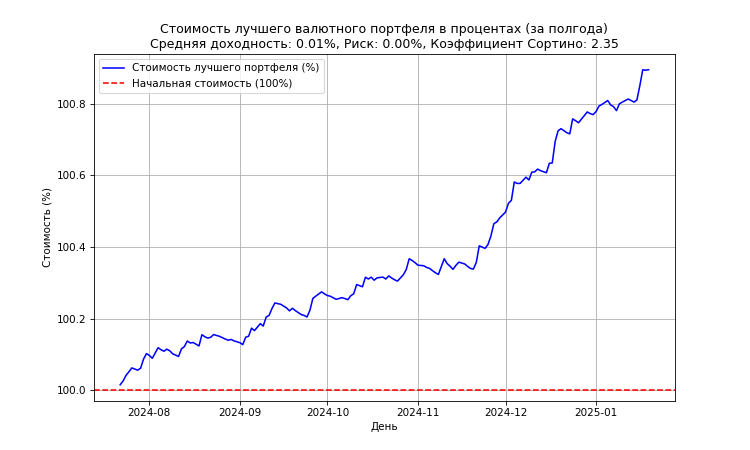 Стоимость лучшего валютного портфеля в процентах (за полгода)
Средняя доходность: 0.01%, Риск: 0.00%, Коэффициент Сортино: 2.35
Стоимость лучшего портфеля (%)
Начальная стоимость (100%)
Стоимость (%)
100.8
100.6
100.4
100.2
100.0
2024-08
2024-09
2024-10
2024-11
2024-12
2025-01
День